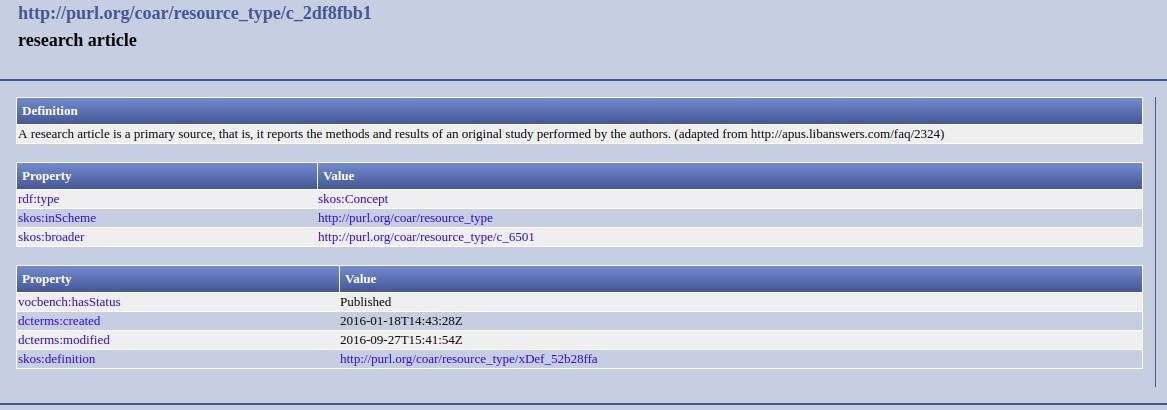 http://purl.org/coar/resource_type/c_2df8fbb1
research article
Definition
A research article is a primary source, that is, it reports the methods and results of an original study performed by the authors. (adapted from http://apus.libanswers.com/faq/2324)
Property Value
rdf:type skos:Concept
skos:inScheme http://purl.org/coar/resource_type
skos:broader http://purl.org/coar/resource_type/c_6501
Property Value
vocbench:hasStatus Published
dcterms:created 2016-01-18T14:43:28Z
dcterms:modified 2016-09-27T15:41:54Z
skos:definition http://purl.org/coar/resource_type/xDef_52b28ffa